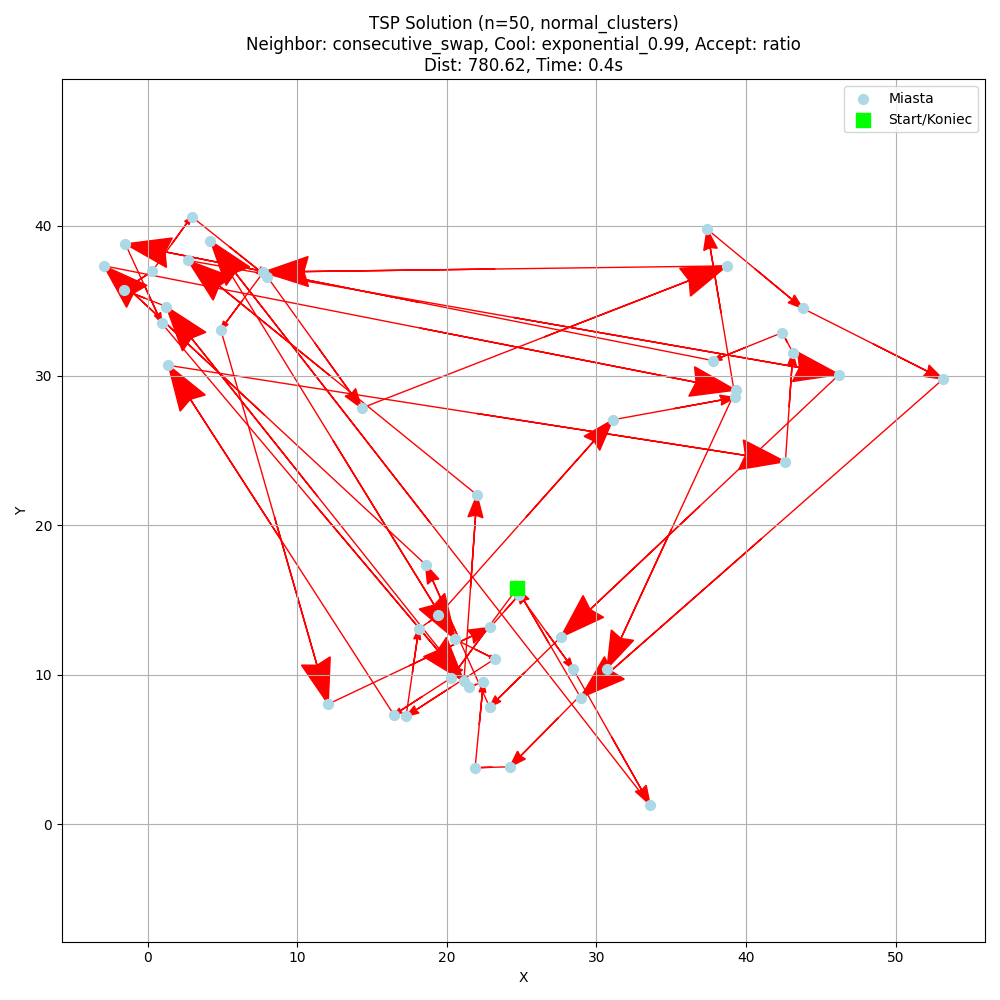 TSP Solution (n=50, normal_clusters)
Neighbor: consecutive_swap, Cool: exponential_0.99, Accept: ratio
Dist: 780.62, Time: 0.4s
Miasta
Start/Koniec
40
30
20
10
0
Y
0 10 20 30 40 50
X